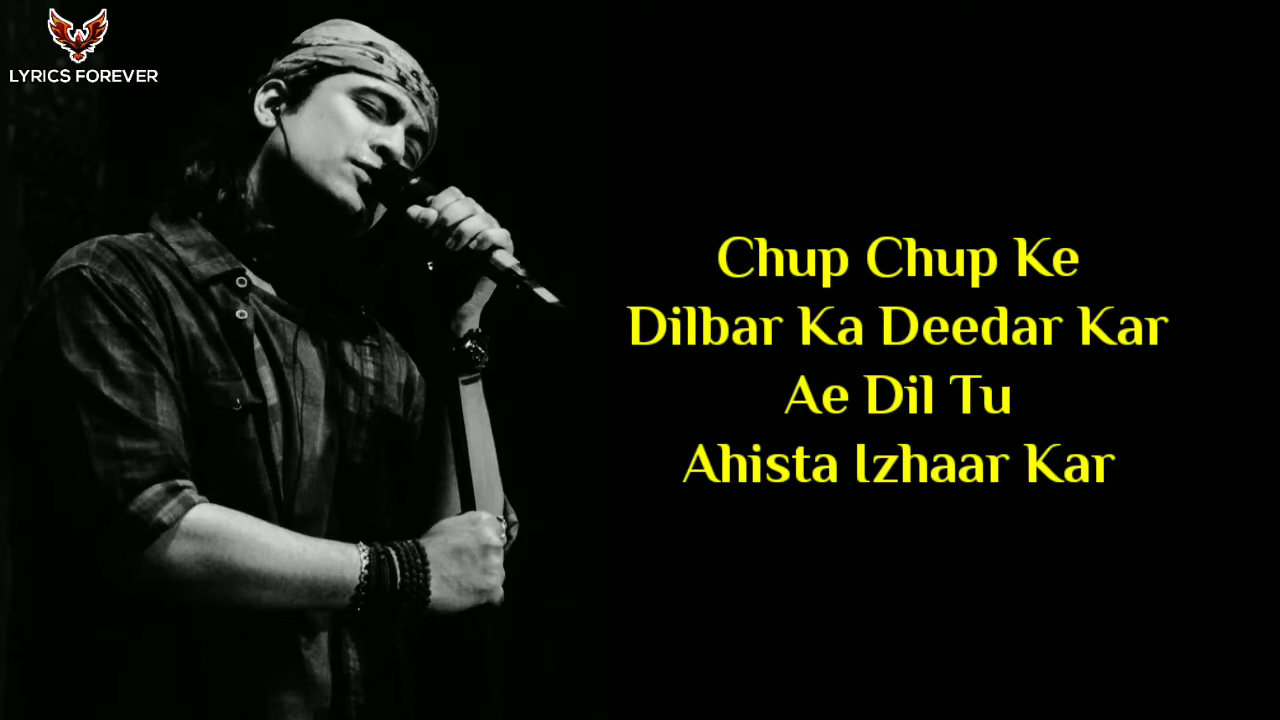 LYRICS FOREVER
Chup Chup Ke
Dilbar Ka Deedar Kar
Ae Dil Tu
Ahista Izhaar Kar